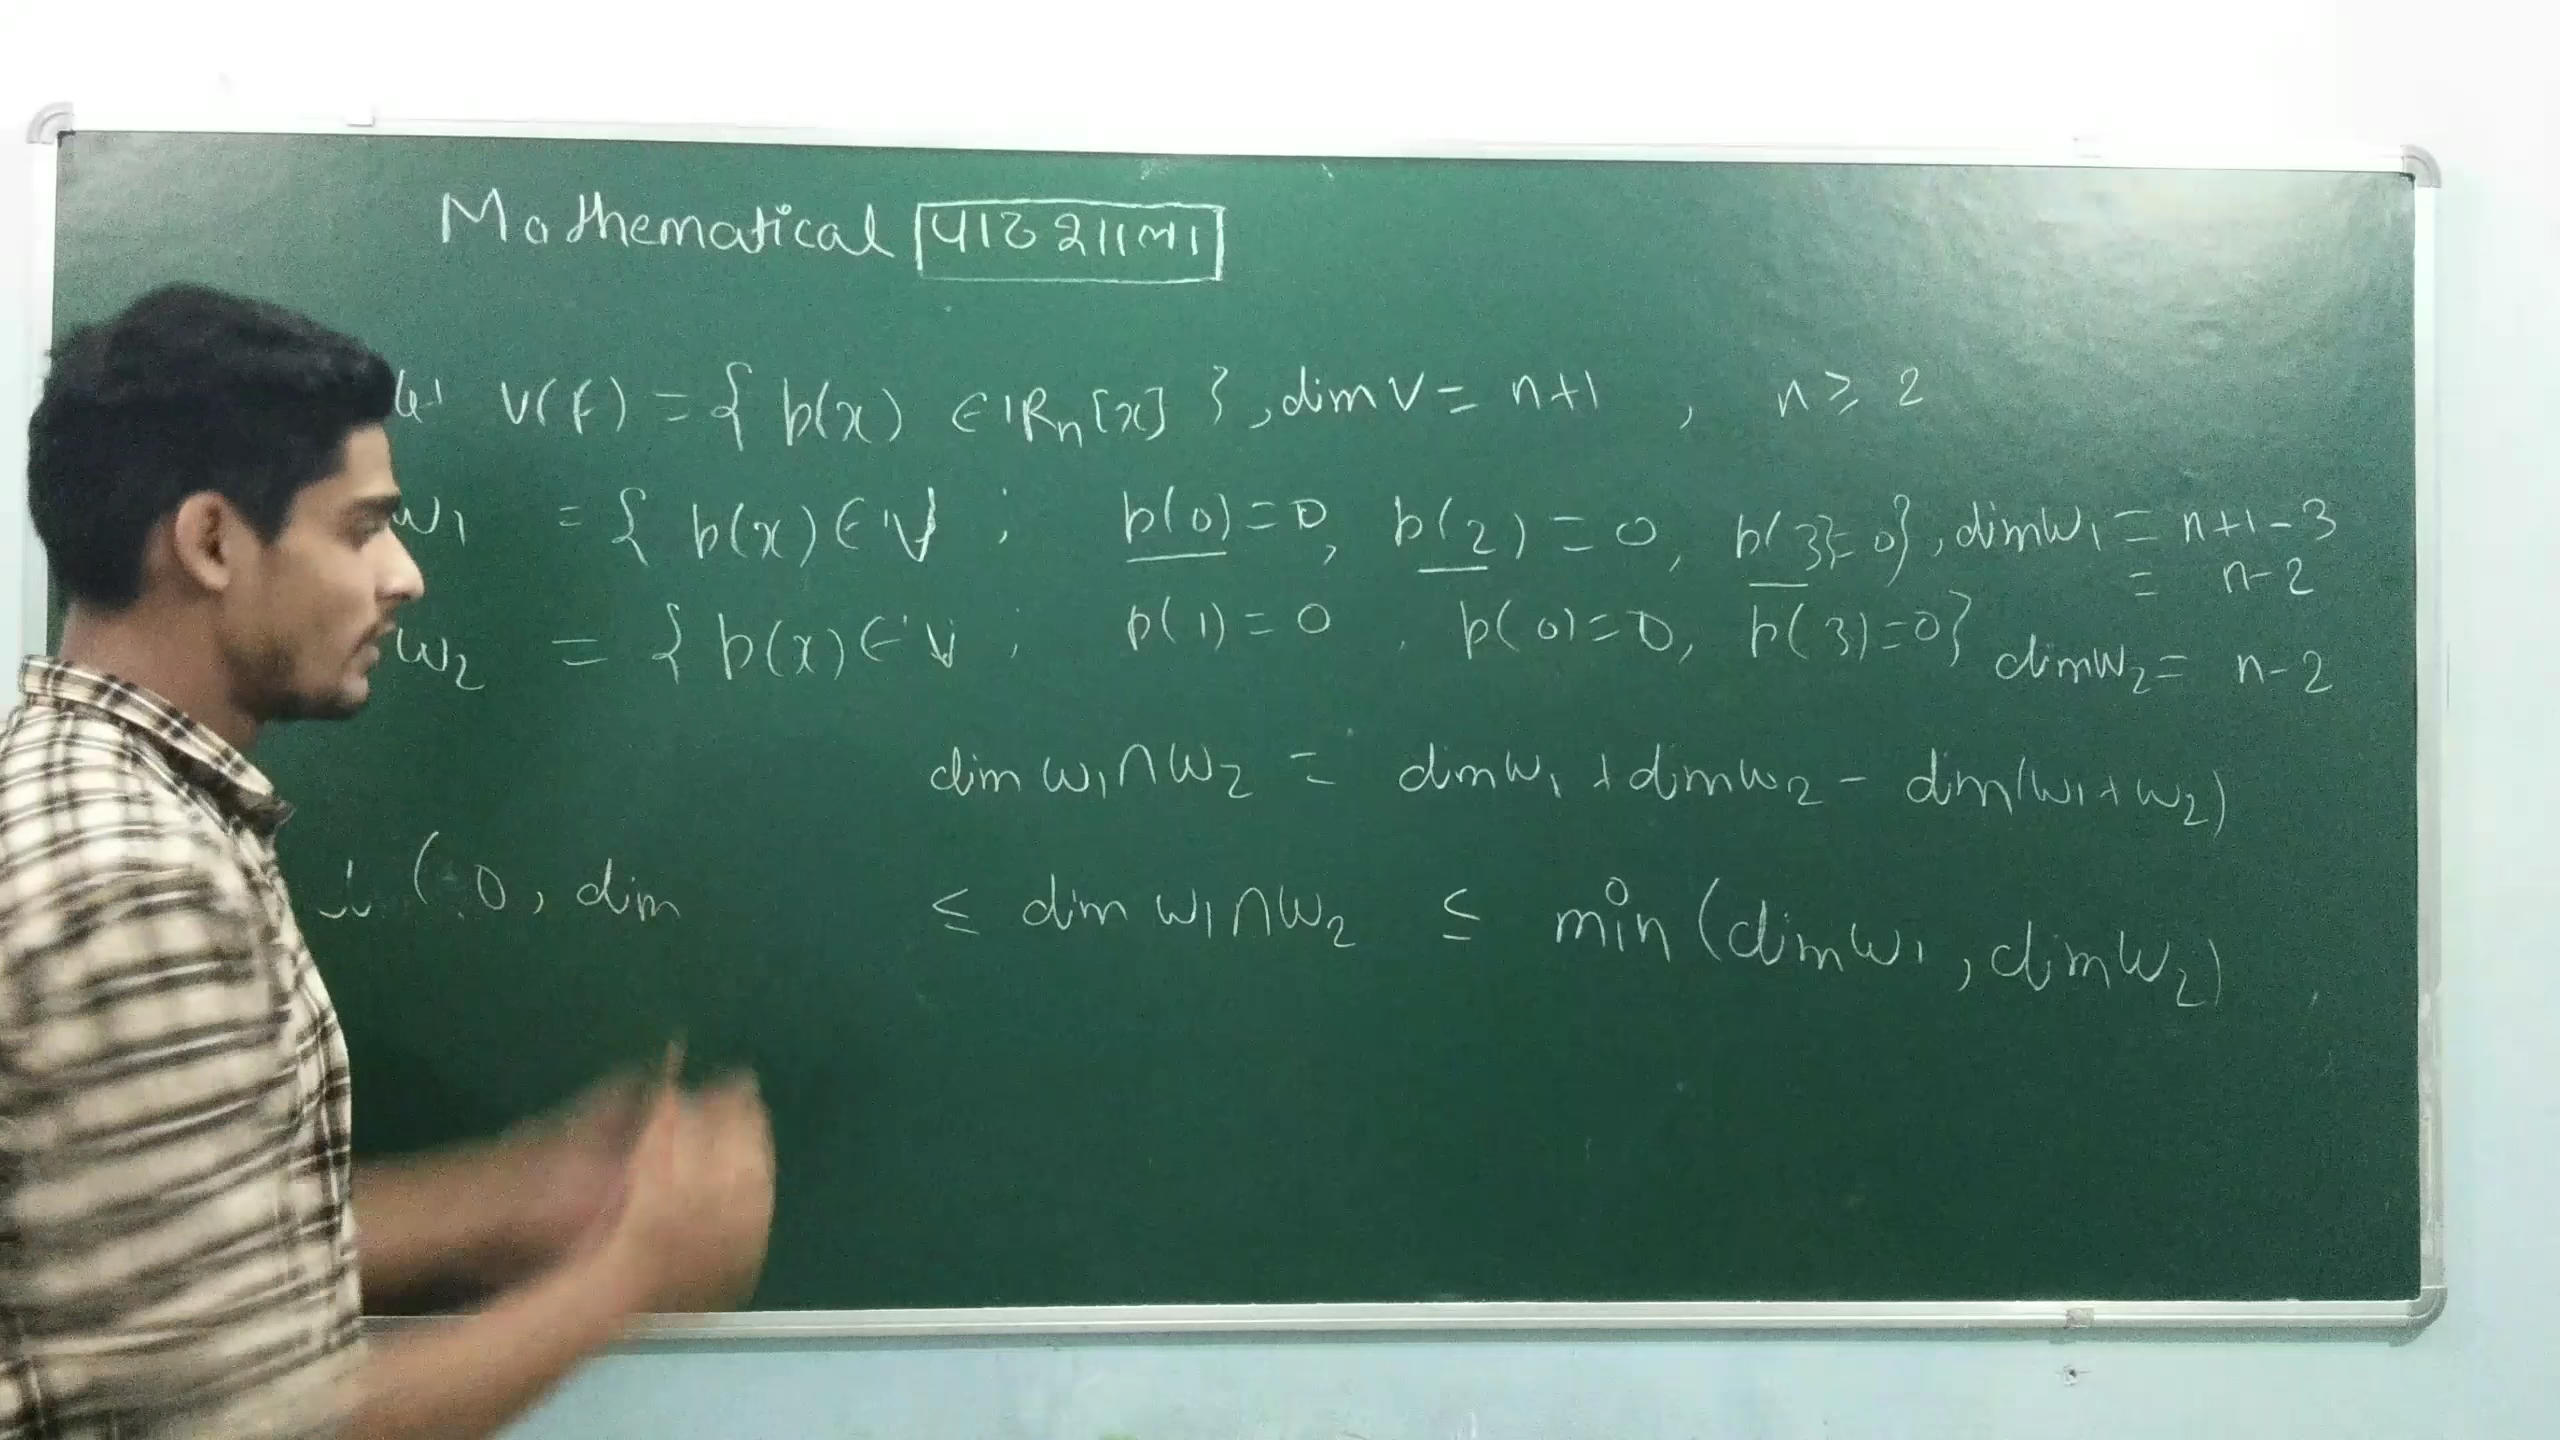 Mathematical पाठशाला
V(F) = { p(x) ∈ ℝn[x] }, dim V = n+1 , n ≥ 2
W1 = { p(x) ∈ V ; p(0)=0, p(2)=0, p(3)=0}, dim W1 = n+1-3
= n-2
W2 = { p(x) ∈ V ; p(1)=0, p(0)=0, p(3)=0} dim W2 = n-2
dim W1∩W2 = dim W1 + dim W2 - dim(W1+W2)
( 0, dim ≤ dim W1∩W2 ≤ min(dim W1, dim W2)